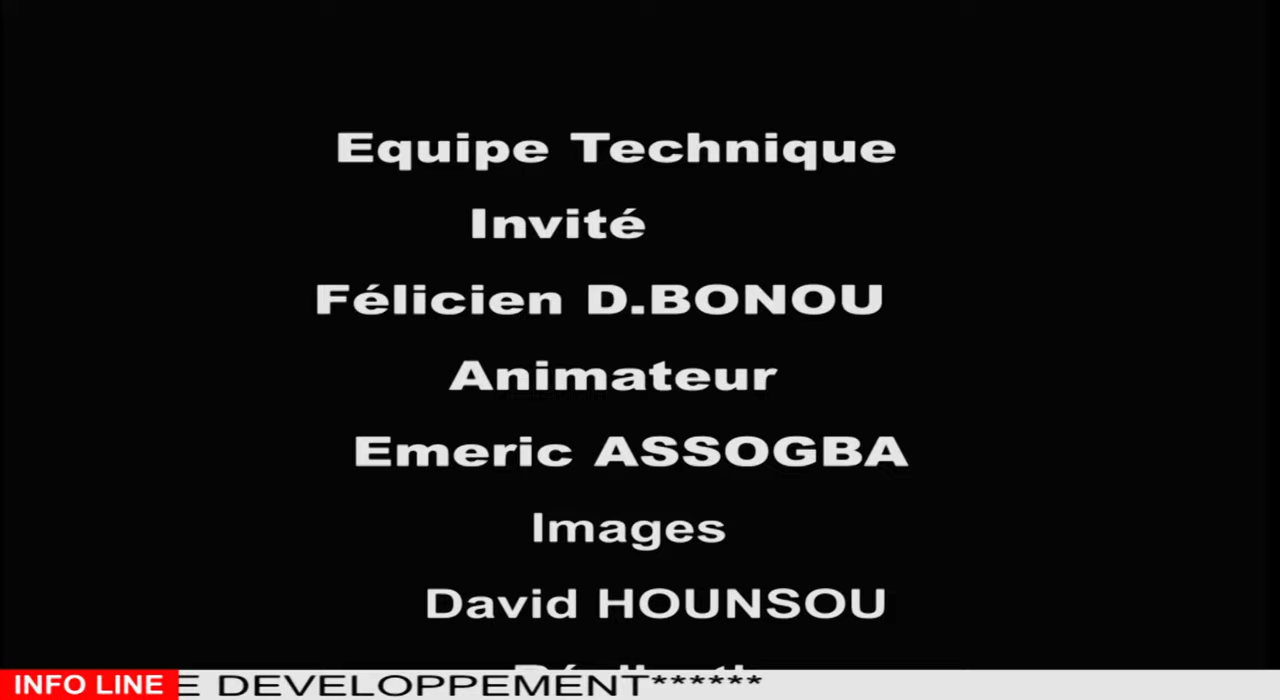 Equipe Technique
Invité
Félicien D.BONOU
Animateur
Emeric ASSOGBA
Images
David HOUNSOU
INFO LINE
E DEVELOPPEMENT******